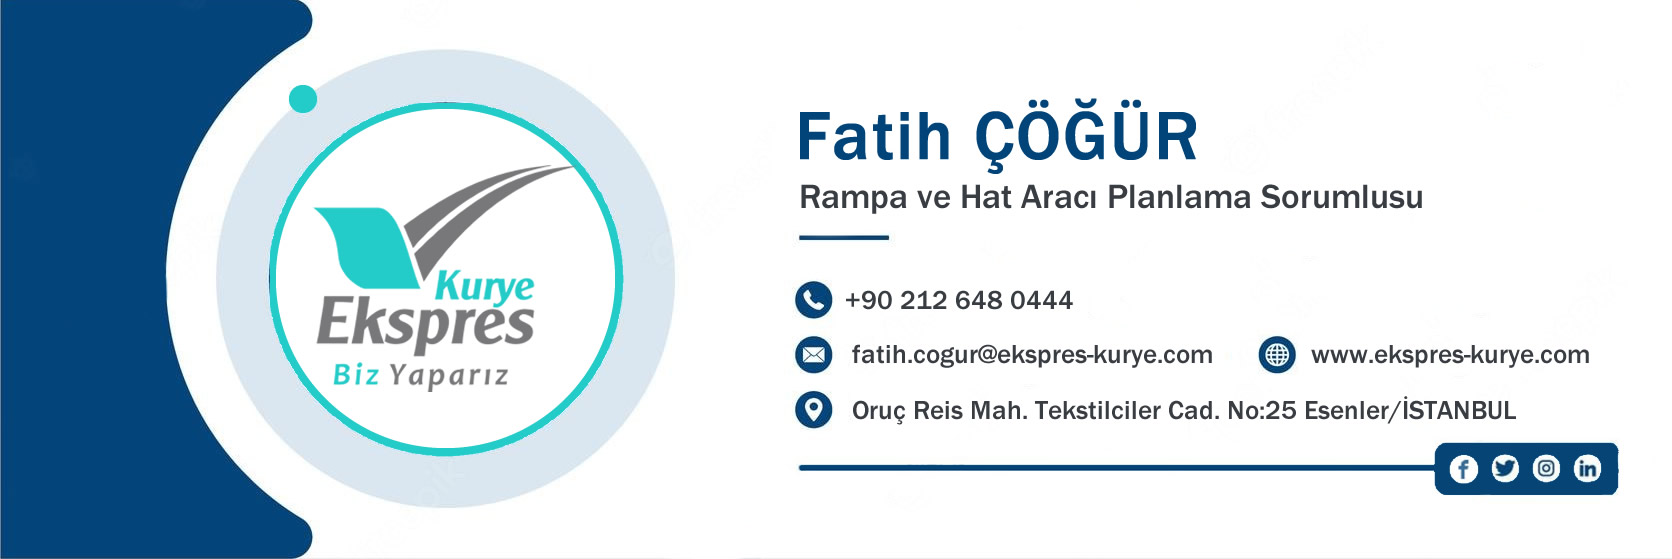 Kurye
Ekspres
Biz Yaparız
Fatih ÇÖĞÜR
Rampa ve Hat Aracı Planlama Sorumlusu
+90 212 648 0444
fatih.cogur@ekspres-kurye.com www.ekspres-kurye.com
Oruç Reis Mah. Tekstilciler Cad. No:25 Esenler/İSTANBUL